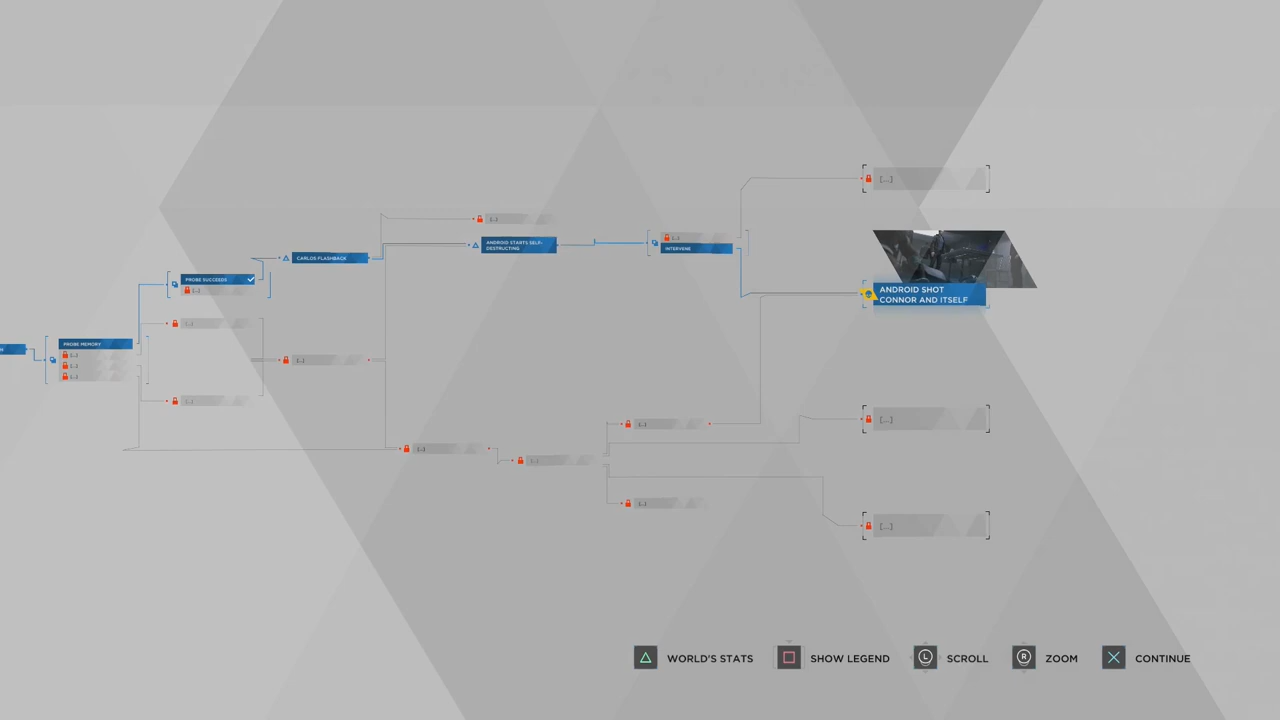 [...]
[...]
ANDROID STARTS SELF-
DESTRUCTING
[...]
INTERVENE
CARLOS FLASHBACK
PROBE SUCCEEDS
[...]
ANDROID SHOT
CONNOR AND ITSELF
[...]
PROBE MEMORY
[...]
[...]
[...]
[...]
[...]
[...]
[...]
[...]
[...]
[...]
[...]
[...]
WORLD'S STATS
SHOW LEGEND
L
SCROLL
R
ZOOM
CONTINUE